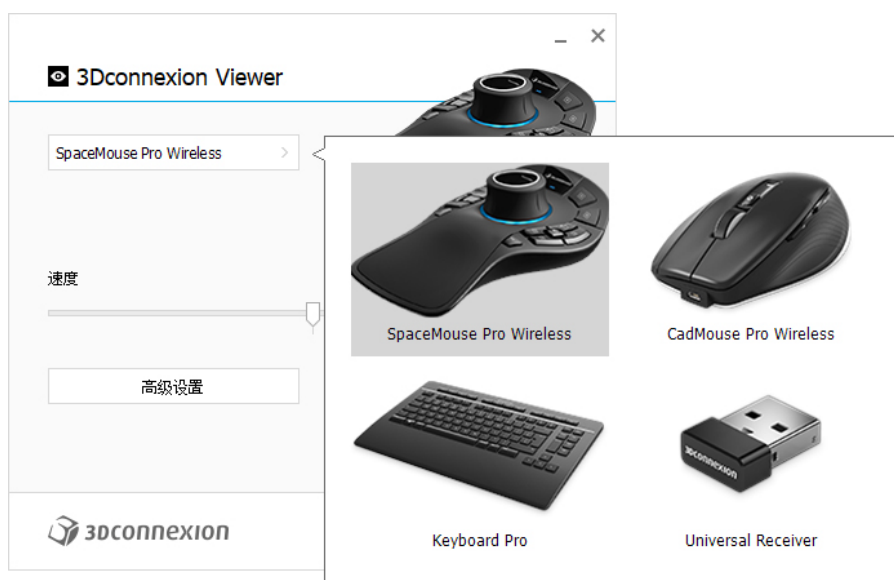 3Dconnexion Viewer
SpaceMouse Pro Wireless
速度
高级设置
3Dconnexion
SpaceMouse Pro Wireless
CadMouse Pro Wireless
Keyboard Pro
3Dconnexion
Universal Receiver